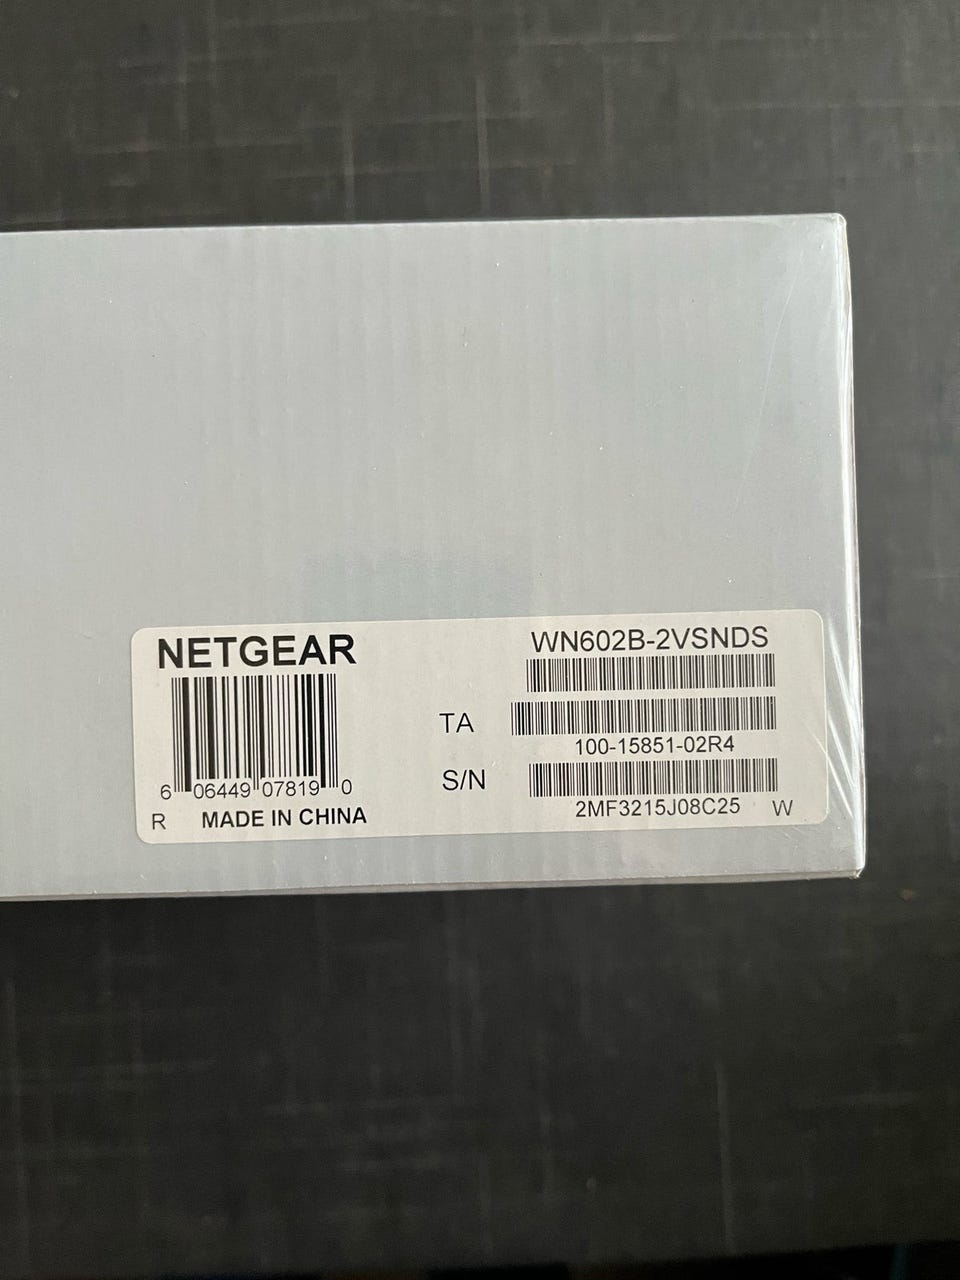 NETGEAR
6 06449 07819 0
R MADE IN CHINA
WN602B-2VSNDS
TA
100-15851-02R4
S/N
2MF3215J08C25 W